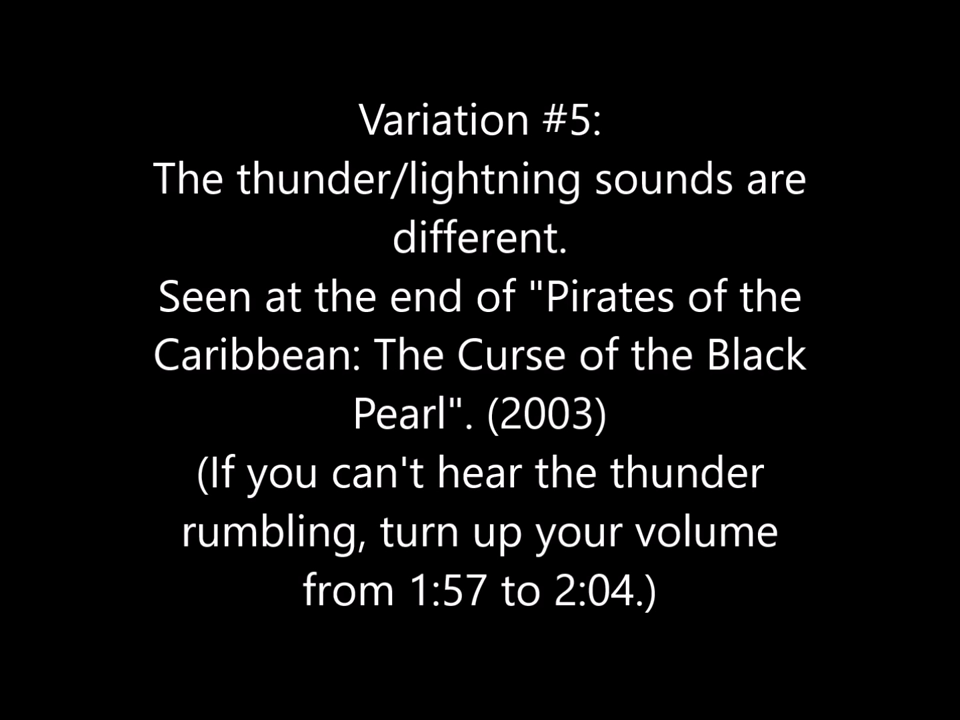 Variation #5:
The thunder/lightning sounds are
different.
Seen at the end of "Pirates of the
Caribbean: The Curse of the Black
Pearl". (2003)
(If you can't hear the thunder
rumbling, turn up your volume
from 1:57 to 2:04.)